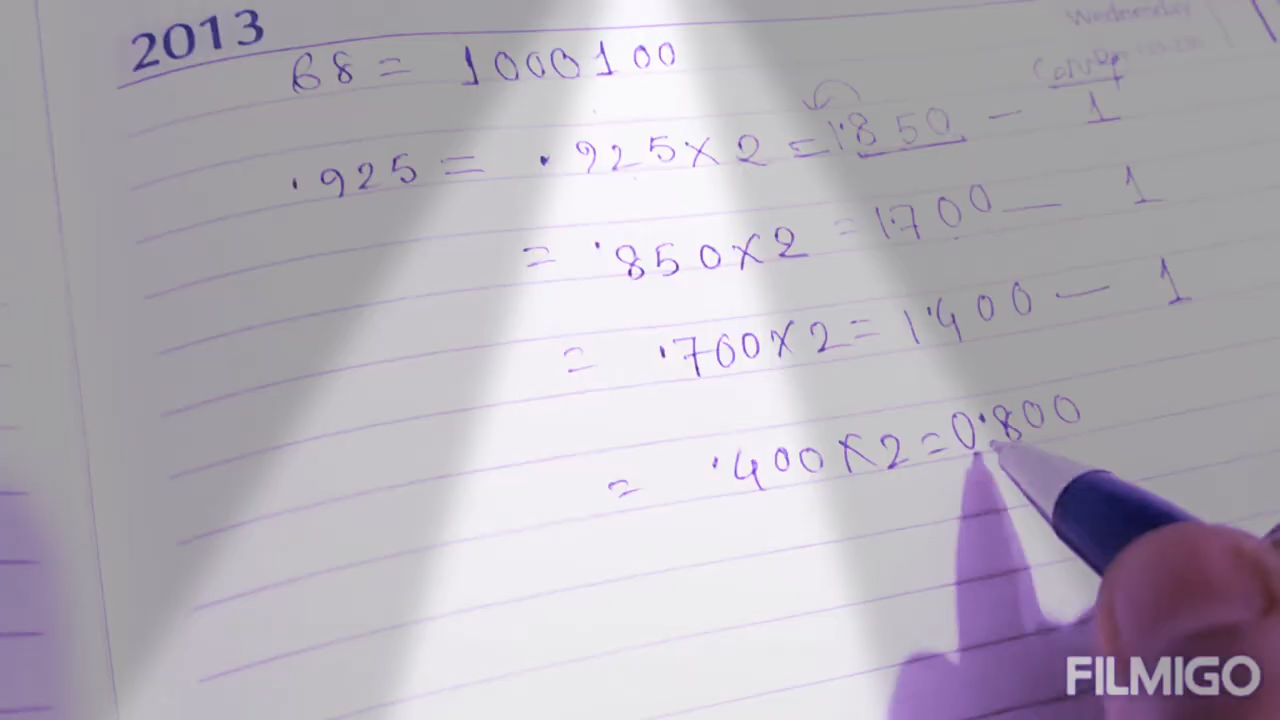 2013
Wednesday
68 = 1000100
.925 = .925×2 = 1.850 — 1
= .850×2 = 1.700 — 1
= .700×2 = 1.400 — 1
= .400×2 = 0.800
FILMIGO